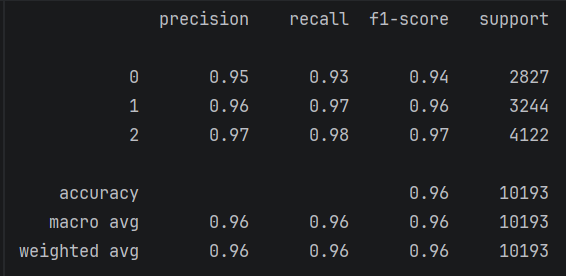 precision recall f1-score support
0 0.95 0.93 0.94 2827
1 0.96 0.97 0.96 3244
2 0.97 0.98 0.97 4122
accuracy 0.96 10193
macro avg 0.96 0.96 0.96 10193
weighted avg 0.96 0.96 0.96 10193